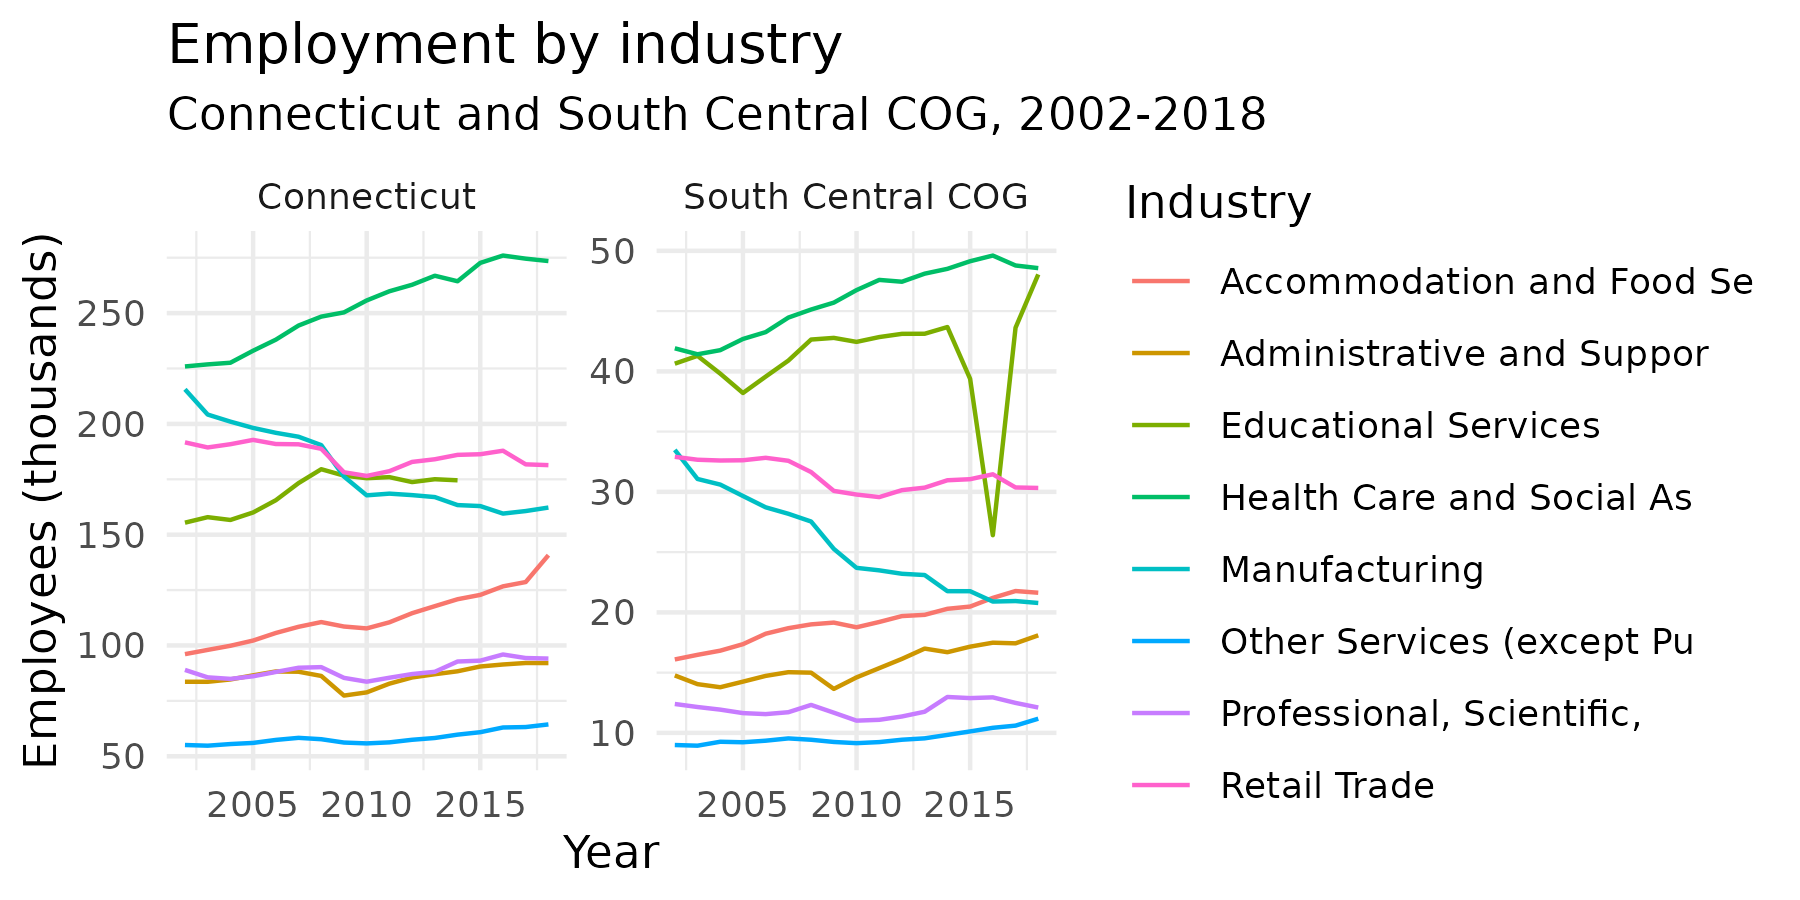 Employment by industry
Connecticut and South Central COG, 2002-2018
Connecticut
South Central COG
Employees (thousands)
250
200
150
100
50
2005 2010 2015
50
40
30
20
10
2005 2010 2015
Year
Industry
Accommodation and Food Se
Administrative and Suppor
Educational Services
Health Care and Social As
Manufacturing
Other Services (except Pu
Professional, Scientific,
Retail Trade